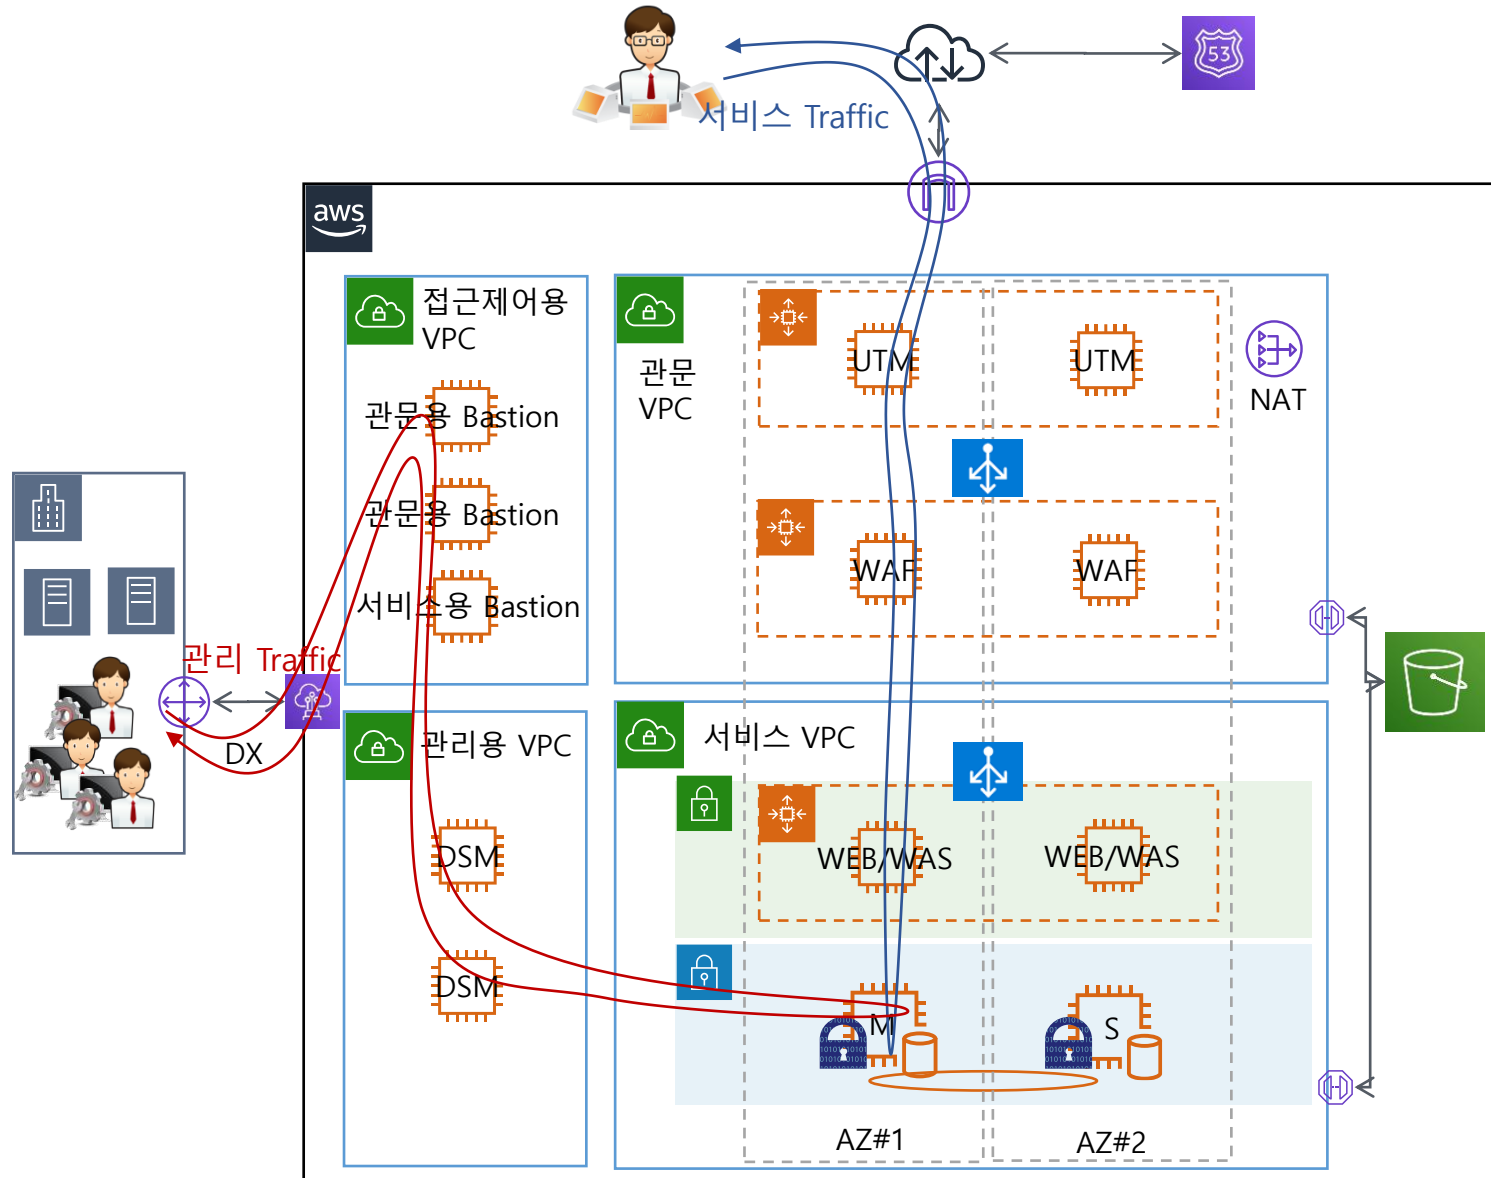 53
서비스 Traffic
aws
접근제어용
VPC
관문용 Bastion
관문용 Bastion
서비스용 Bastion
관문
VPC
UTM
UTM
NAT
WAF
WAF
관리 Traffic
DX
관리용 VPC
DSM
DSM
서비스 VPC
WEB/WAS
WEB/WAS
M
S
AZ#1
AZ#2